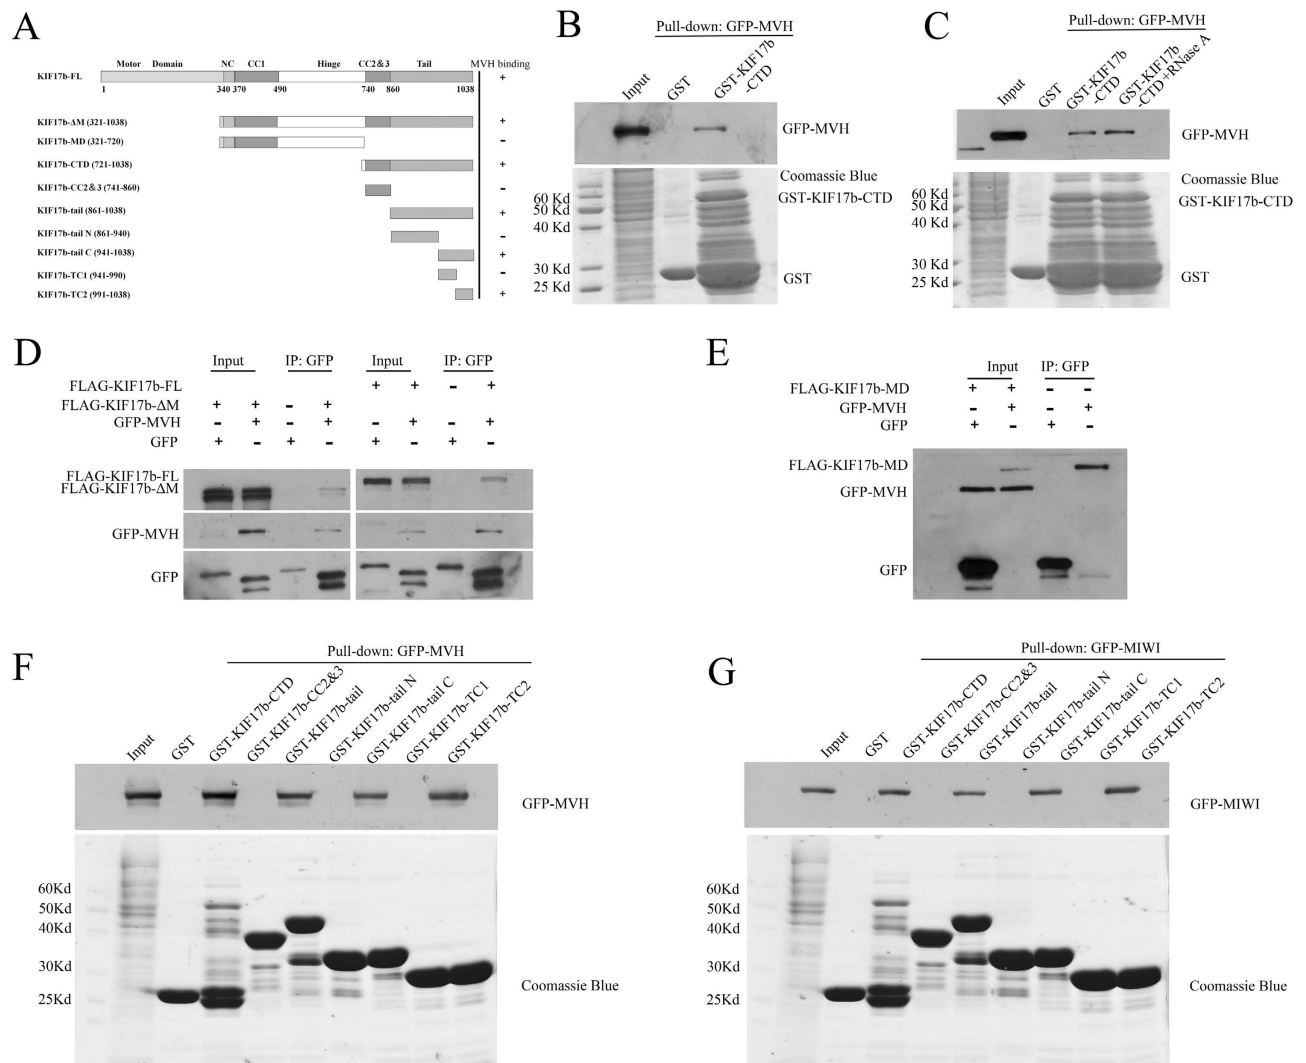 A
Motor Domain NC CC1 Hinge CC2&3 Tail MVH binding
KIF17b-FL +
1 340 370 490 740 860 1038
KIF17b-ΔM (321-1038) +
KIF17b-MD (321-720) -
KIF17b-CTD (721-1038) +
KIF17b-CC2&3 (741-860) -
KIF17b-tail (861-1038) +
KIF17b-tail N (861-940) -
KIF17b-tail C (941-1038) +
KIF17b-TC1 (941-990) -
KIF17b-TC2 (991-1038) +
B
Pull-down: GFP-MVH
Input
GST
GST-KIF17b
-CTD
GFP-MVH
Coomassie Blue
60 Kd
GST-KIF17b-CTD
50 Kd
40 Kd
30 Kd
GST
25 Kd
C
Pull-down: GFP-MVH
Input
GST
GST-KIF17b
-CTD
GST-KIF17b
-CTD+RNase A
GFP-MVH
Coomassie Blue
60 Kd
GST-KIF17b-CTD
50 Kd
40 Kd
30 Kd
GST
25 Kd
D
Input IP: GFP Input IP: GFP
FLAG-KIF17b-FL + + - +
FLAG-KIF17b-ΔM + + - +
GFP-MVH - + - + - + - +
GFP + - + - + - + -
FLAG-KIF17b-FL
FLAG-KIF17b-ΔM
GFP-MVH
GFP
E
Input IP: GFP
FLAG-KIF17b-MD + + - -
GFP-MVH - + - +
GFP + - + -
FLAG-KIF17b-MD
GFP-MVH
GFP
F
Pull-down: GFP-MVH
Input
GST
GST-KIF17b-CTD
GST-KIF17b-CC2&3
GST-KIF17b-tail
GST-KIF17b-tail N
GST-KIF17b-tail C
GST-KIF17b-TC1
GST-KIF17b-TC2
GFP-MVH
60Kd
50Kd
40Kd
30Kd
25Kd
Coomassie Blue
G
Pull-down: GFP-MIWI
Input
GST
GST-KIF17b-CTD
GST-KIF17b-CC2&3
GST-KIF17b-tail
GST-KIF17b-tail N
GST-KIF17b-tail C
GST-KIF17b-TC1
GST-KIF17b-TC2
GFP-MIWI
60Kd
50Kd
40Kd
30Kd
25Kd
Coomassie Blue